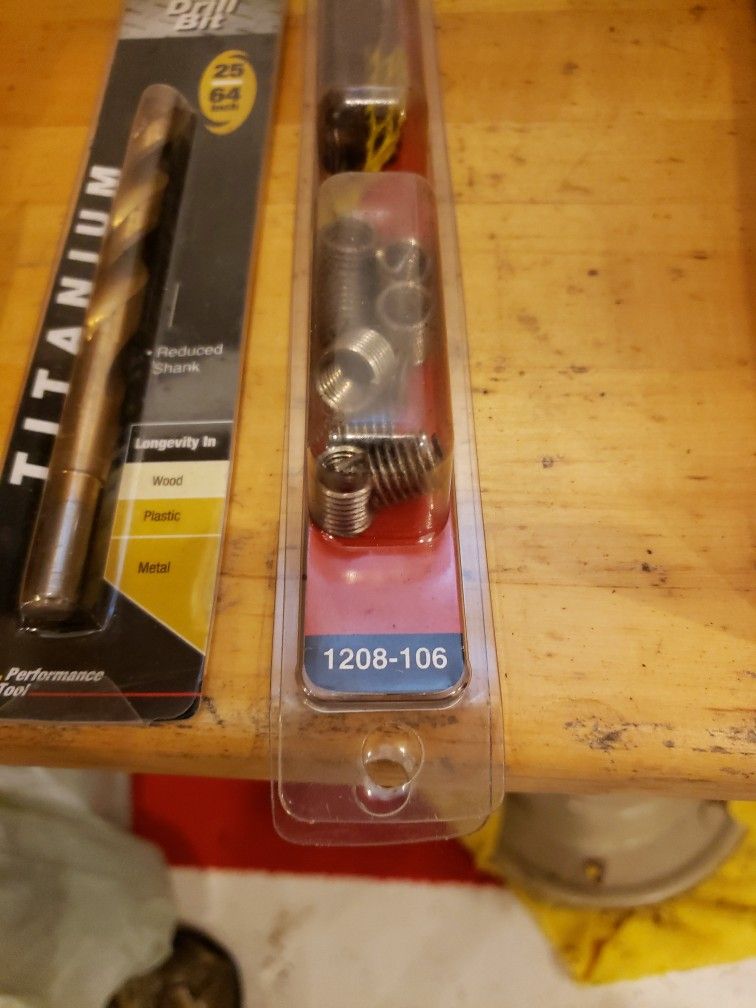 Drill
Bit
25
64
inch
TITANIUM
• Reduced
Shank
Longevity In
Wood
Plastic
Metal
Performance
Tool
1208-106